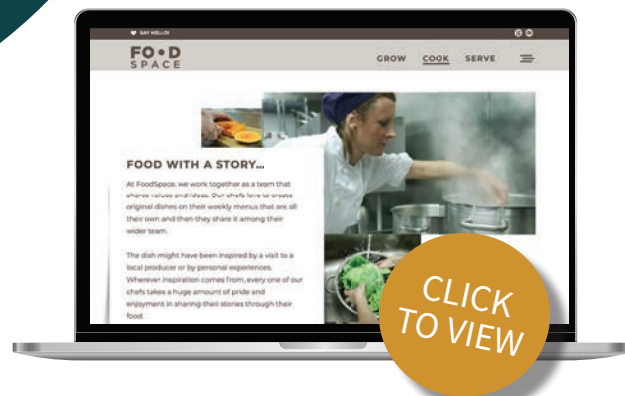 SAY HELLO!
FO•D
SPACE
GROW COOK SERVE
FOOD WITH A STORY...
At FoodSpace, we work together as a team that
shares values and ideas. Our chefs love to create
original dishes on their weekly menus that are all
their own and then they share it among their
wider team.
The dish might have been inspired by a visit to a
local producer or by personal experiences.
Wherever inspiration comes from, every one of our
chefs takes a huge amount of pride and
enjoyment in sharing their stories through their
food.
CLICK
TO VIEW